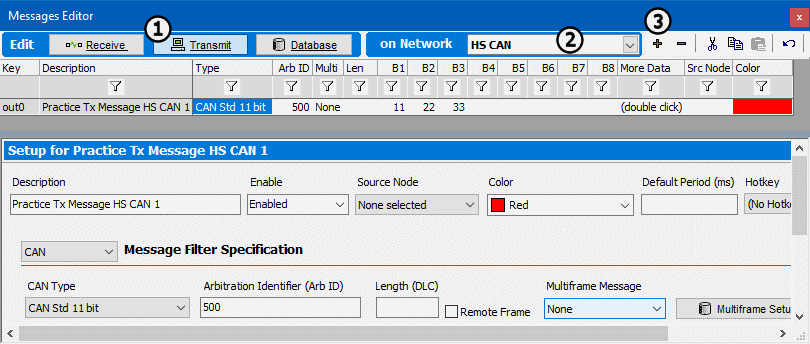 Messages Editor
1 2 3
Edit Receive Transmit Database on Network HS CAN
Key Description Type Arb ID Multi Len B1 B2 B3 B4 B5 B6 B7 B8 More Data Src Node Color
out0 Practice Tx Message HS CAN 1 CAN Std 11 bit 500 None 11 22 33 (double click)
Setup for Practice Tx Message HS CAN 1
Description Enable Source Node Color Default Period (ms) Hotkey
Practice Tx Message HS CAN 1 Enabled None selected Red (No Hotke
CAN Message Filter Specification
CAN Type Arbitration Identifier (Arb ID) Length (DLC) Multiframe Message
CAN Std 11 bit 500 Remote Frame None Multiframe Setu